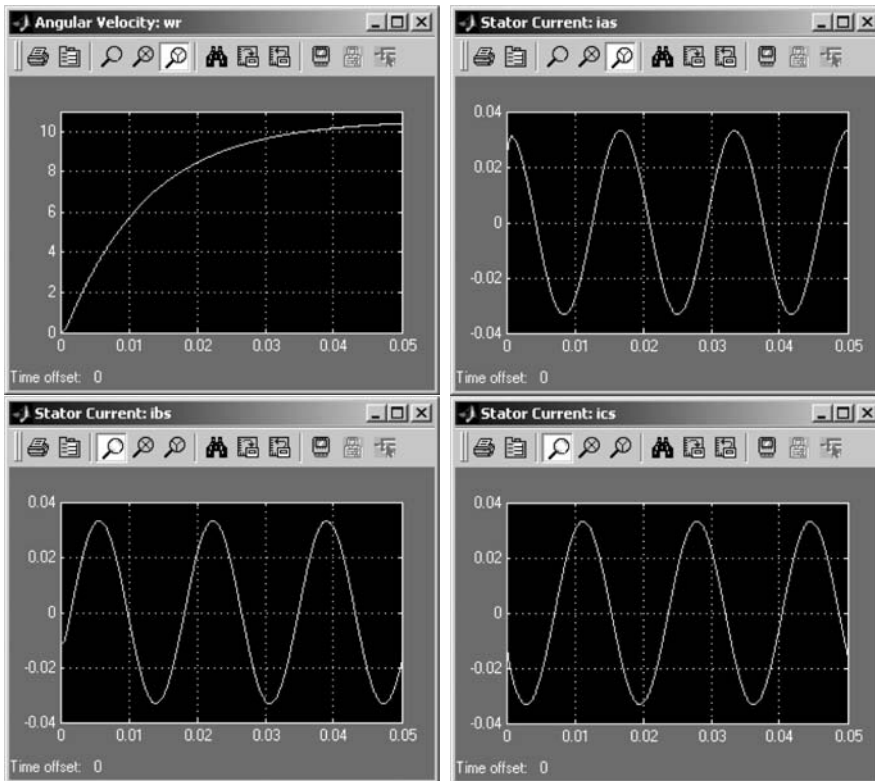 Angular Velocity: wr
10
8
6
4
2
0
0 0.01 0.02 0.03 0.04 0.05
Time offset: 0
Stator Current: ias
0.04
0.02
0
-0.02
-0.04
0 0.01 0.02 0.03 0.04 0.05
Time offset: 0
Stator Current: ibs
0.04
0.02
0
-0.02
-0.04
0 0.01 0.02 0.03 0.04 0.05
Time offset: 0
Stator Current: ics
0.04
0.02
0
-0.02
-0.04
0 0.01 0.02 0.03 0.04 0.05
Time offset: 0